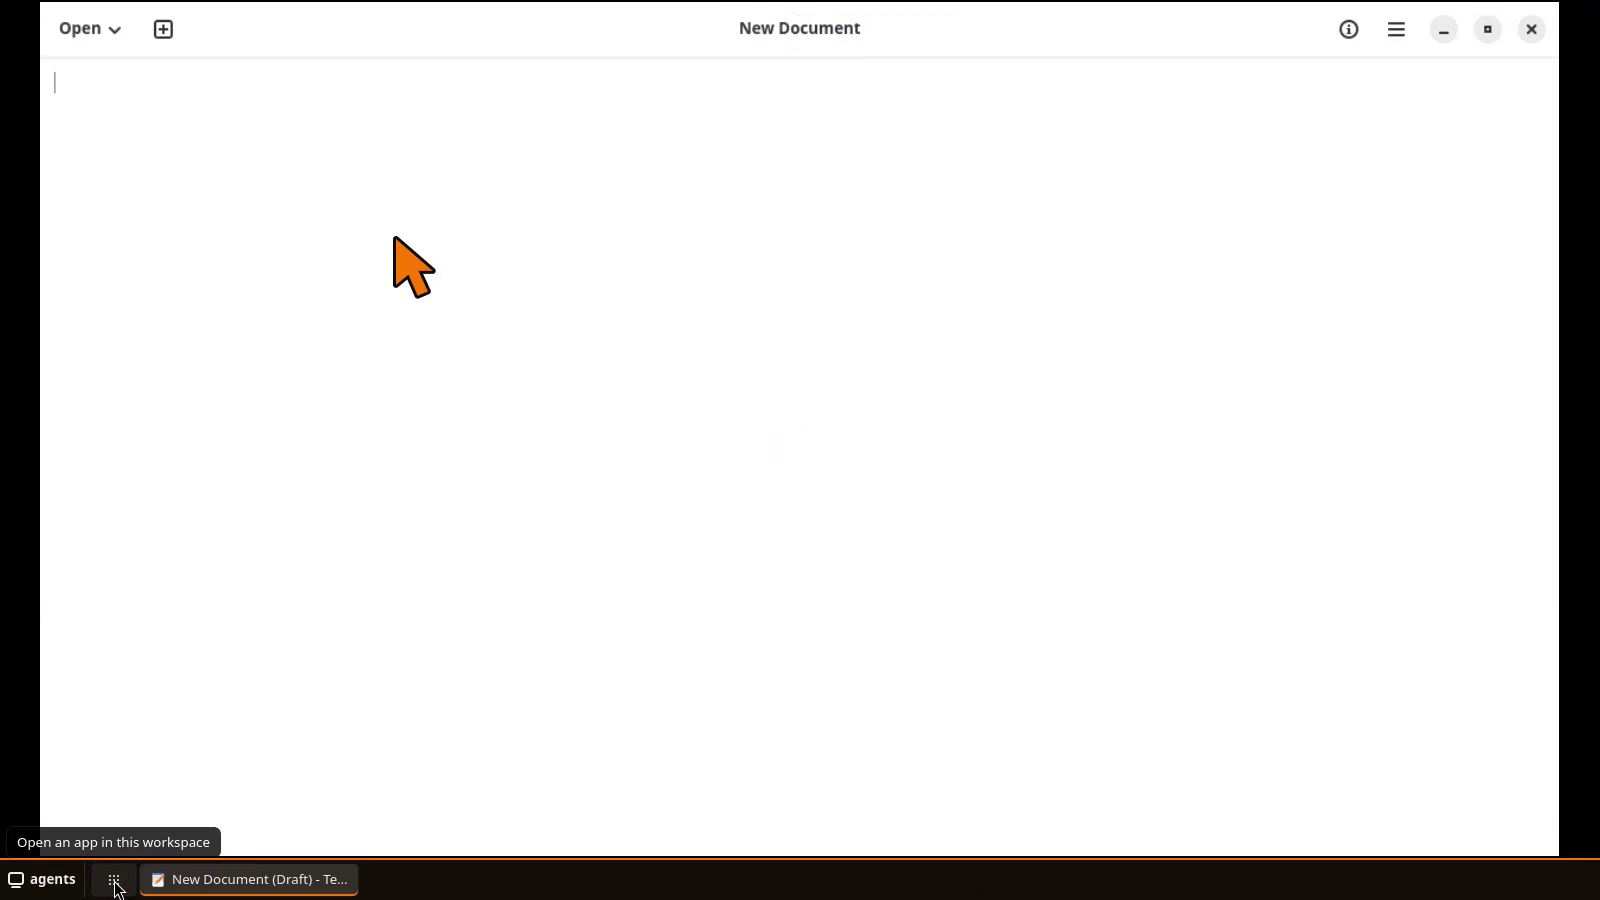 Open
New Document
Open an app in this workspace
agents
New Document (Draft) - Te...